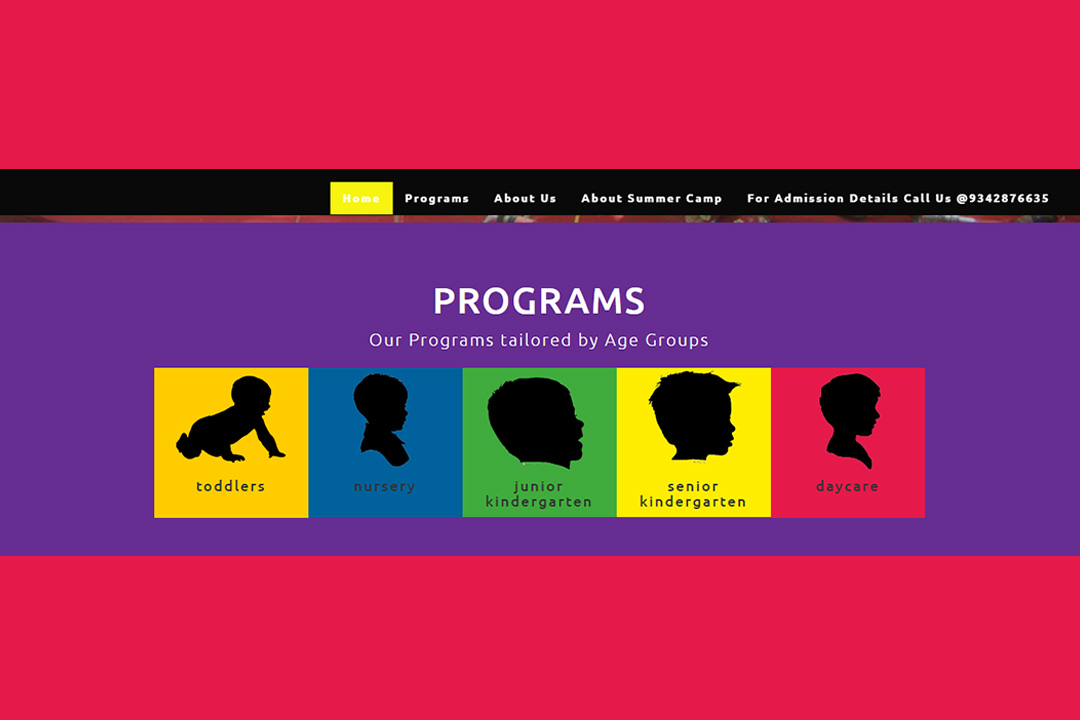 Home Programs About Us About Summer Camp For Admission Details Call Us @9342876635
PROGRAMS
Our Programs tailored by Age Groups
toddlers
nursery
junior
kindergarten
senior
kindergarten
daycare